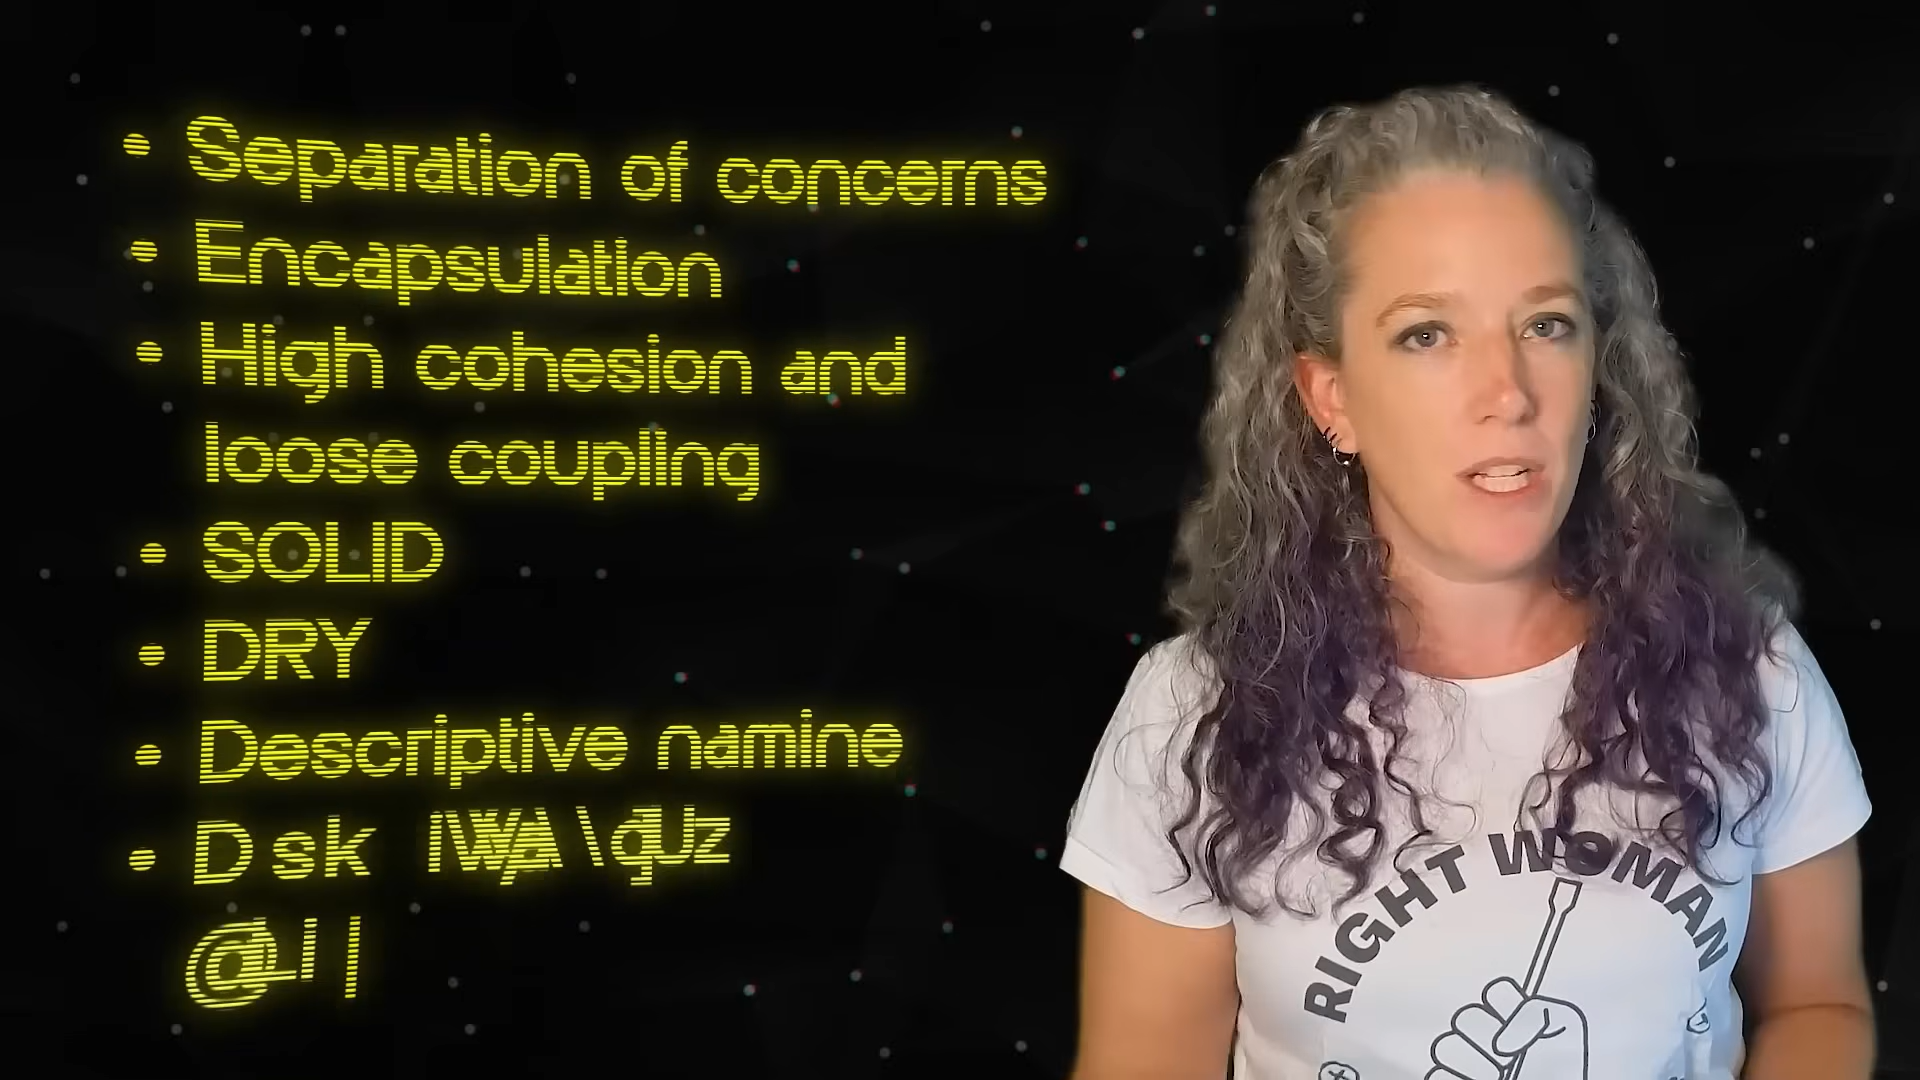 • Separation of concerns
• Encapsulation
• High cohesion and
loose coupling
• SOLID
• DRY
• Descriptive namine
RIGHT WOMAN